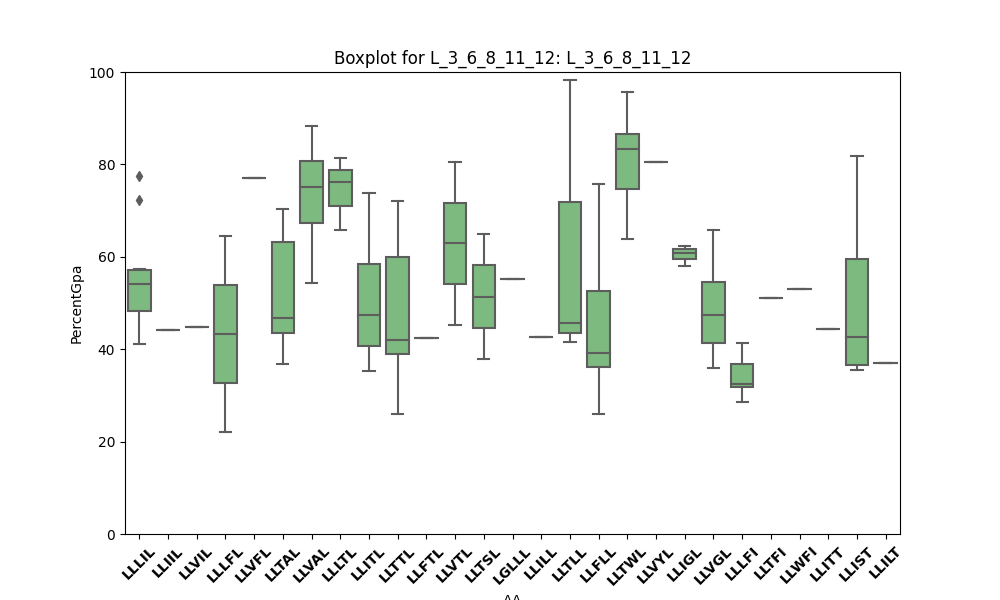 Boxplot for L_3_6_8_11_12: L_3_6_8_11_12
PercentGpa
100
80
60
40
20
0
LLLIL
LLIIL
LLVIL
LLLFL
LLVFL
LLTAL
LLVAL
LLLTL
LLITL
LLTTL
LLFTL
LLVTL
LLTSL
LGLLL
LLILL
LLTLL
LLFLL
LLTWL
LLVYL
LLIGL
LLVGL
LLLFI
LLTFI
LLWFI
LLITT
LLIST
LLILT
AA